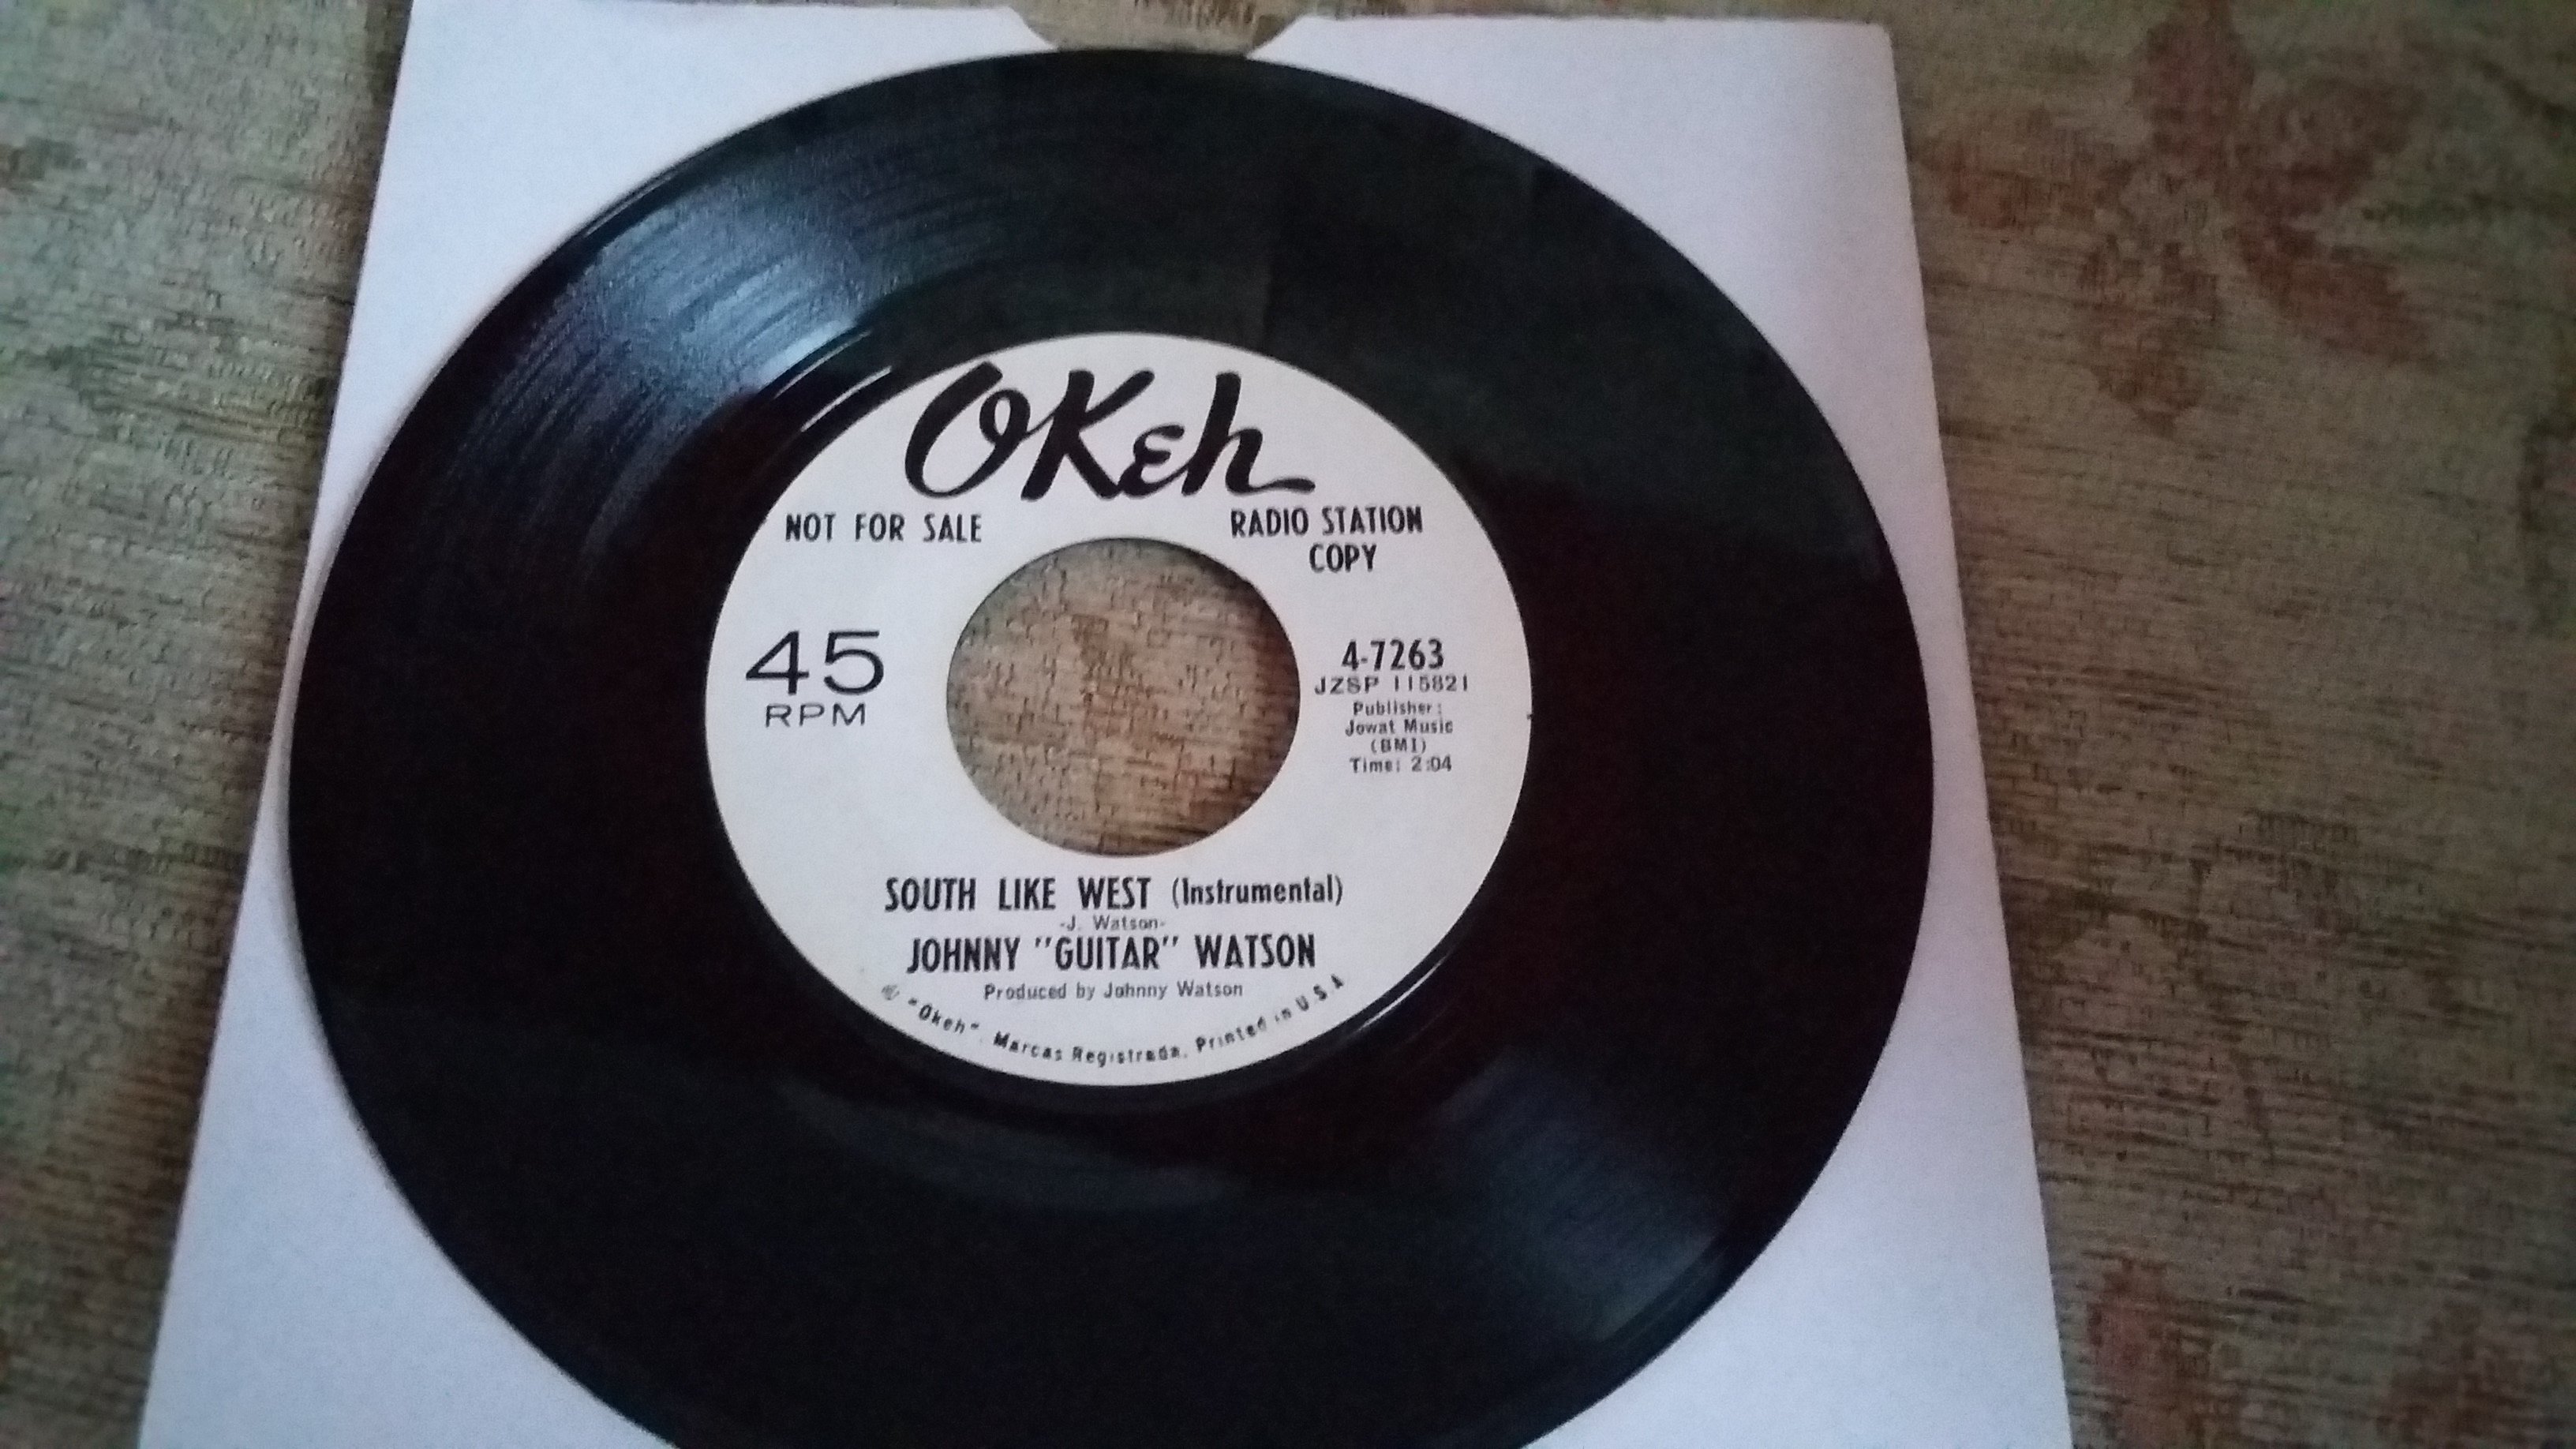 OKeh
NOT FOR SALE
RADIO STATION
COPY
45
RPM
4-7263
JZSP 115821
Publisher:
Jowat Music
(BMI)
Time: 2:04
SOUTH LIKE WEST (Instrumental)
-J. Watson-
JOHNNY "GUITAR" WATSON
Produced by Johnny Watson
"Okeh". Marcas Registrada. Printed in U.S.A